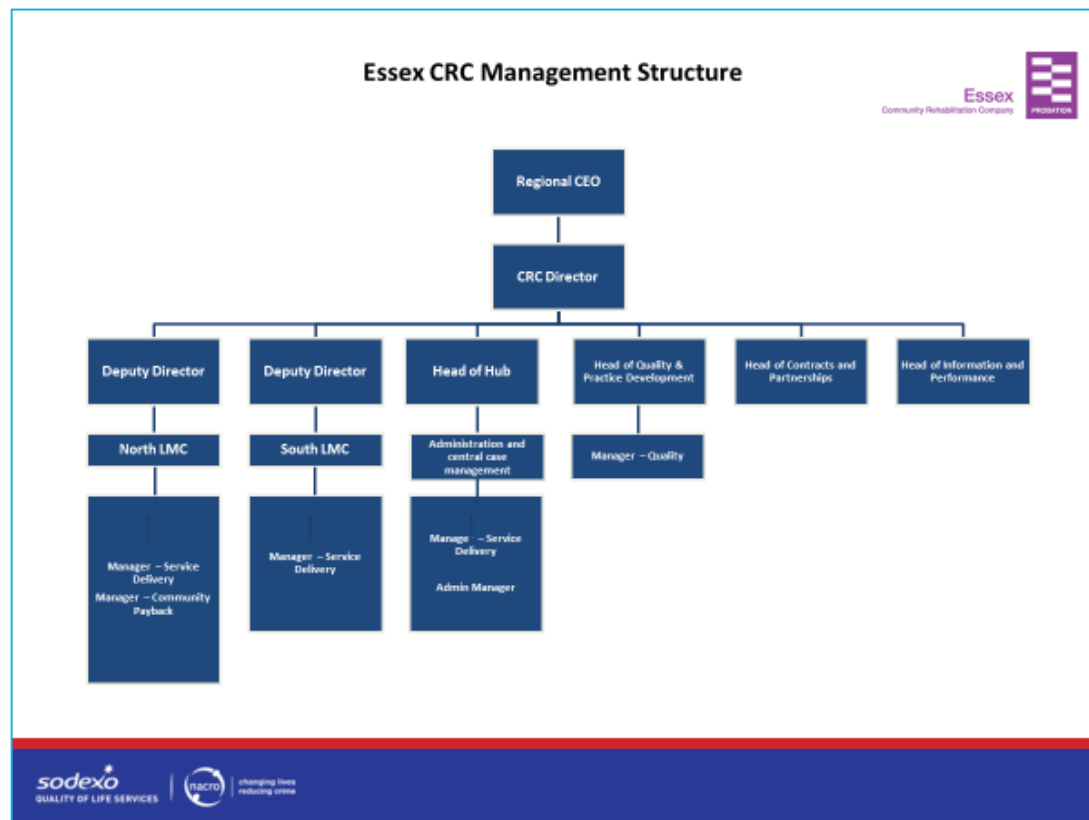 Essex CRC Management Structure
Essex
Community Rehabilitation Company
PROBATION
Regional CEO
CRC Director
Deputy Director
Deputy Director
Head of Hub
Head of Quality &
Practice Development
Head of Contracts and
Partnerships
Head of Information and
Performance
North LMC
South LMC
Administration and
central case
management
Manager – Quality
Manager – Service
Delivery
Manager – Community
Payback
Manager – Service
Delivery
Manage – Service
Delivery
Admin Manager
sodexo
QUALITY OF LIFE SERVICES
nacro
changing lives
reducing crime